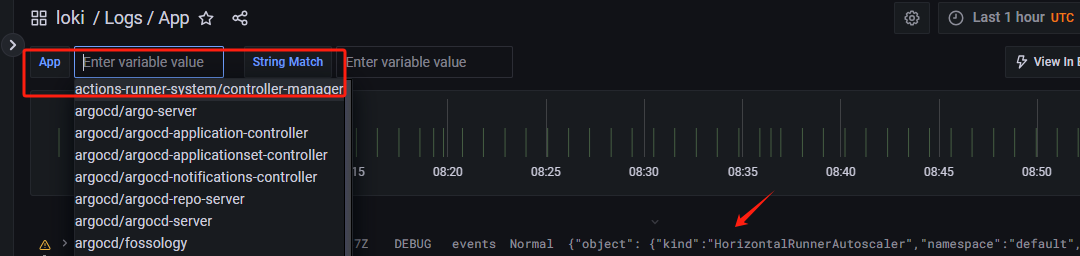 loki / Logs / App
Last 1 hour UTC
App Enter variable value String Match Enter variable value
View In
actions-runner-system/controller-manager
argocd/argo-server
argocd/argocd-application-controller
argocd/argocd-applicationset-controller
argocd/argocd-notifications-controller
argocd/argocd-repo-server
argocd/argocd-server
argocd/fossology
15 08:20 08:25 08:30 08:35 08:40 08:45 08:50
7Z DEBUG events Normal {"object": {"kind":"HorizontalRunnerAutoscaler","namespace":"default",